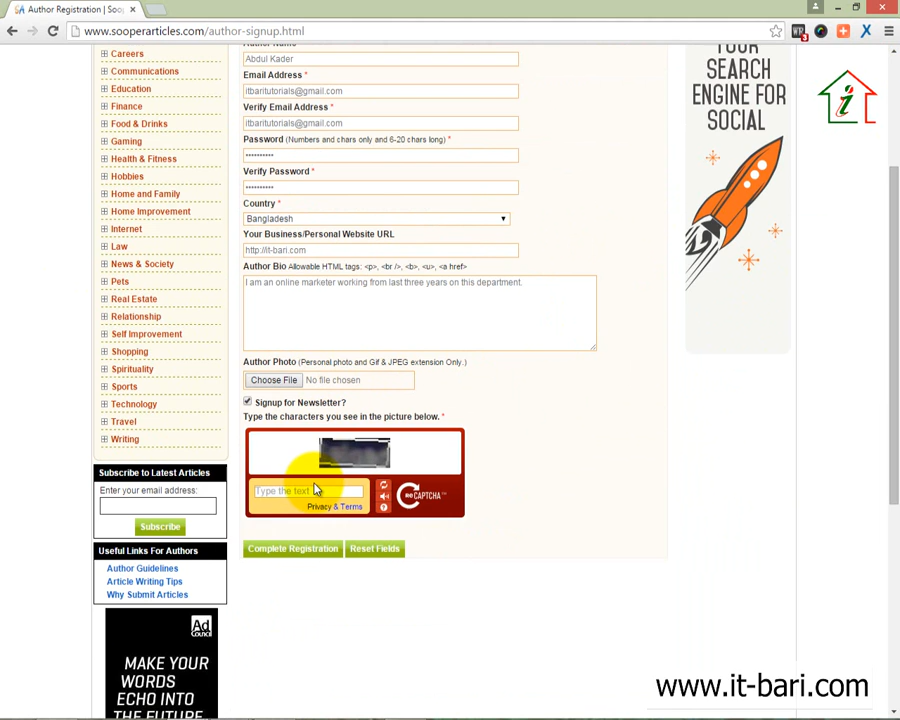 Author Registration | Soop
www.sooperarticles.com/author-signup.html
3
Careers
Communications
Education
Finance
Food & Drinks
Gaming
Health & Fitness
Hobbies
Home and Family
Home Improvement
Internet
Law
News & Society
Pets
Real Estate
Relationship
Self Improvement
Shopping
Spirituality
Sports
Technology
Travel
Writing
Subscribe to Latest Articles
Enter your email address:
Subscribe
Useful Links For Authors
Author Guidelines
Article Writing Tips
Why Submit Articles
Ad Council
MAKE YOUR
WORDS
ECHO INTO
THE FUTURE
Author Name
Abdul Kader
Email Address *
itbaritutorials@gmail.com
Verify Email Address *
itbaritutorials@gmail.com
Password (Numbers and chars only and 6-20 chars long) *
Verify Password *
Country *
Bangladesh
Your Business/Personal Website URL
http://it-bari.com
Author Bio Allowable HTML tags: <p>, <br />, <b>, <u>, <a href>
I am an online marketer working from last three years on this department.
Author Photo (Personal photo and Gif & JPEG extension Only.)
Choose File No file chosen
Signup for Newsletter?
Type the characters you see in the picture below. *
Type the text
Privacy & Terms
reCAPTCHA™
Complete Registration
Reset Fields
YOUR
SEARCH
ENGINE FOR
SOCIAL
i
www.it-bari.com